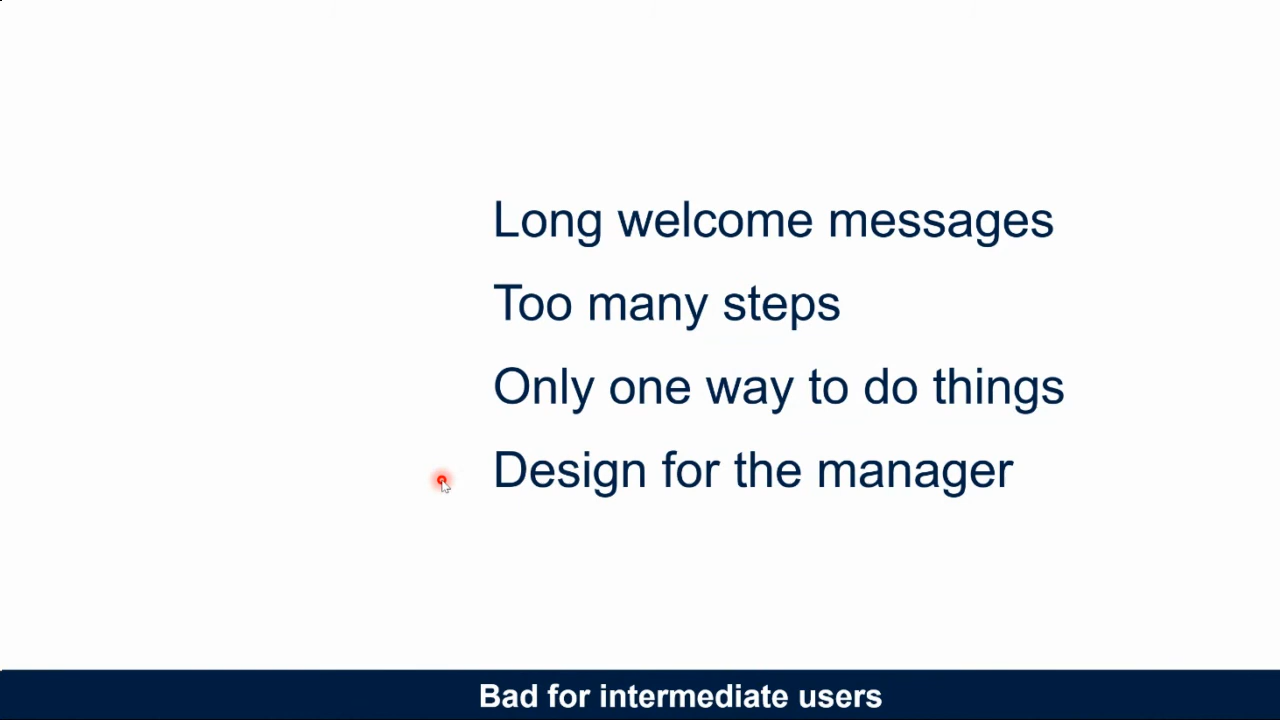 Long welcome messages
Too many steps
Only one way to do things
Design for the manager
Bad for intermediate users